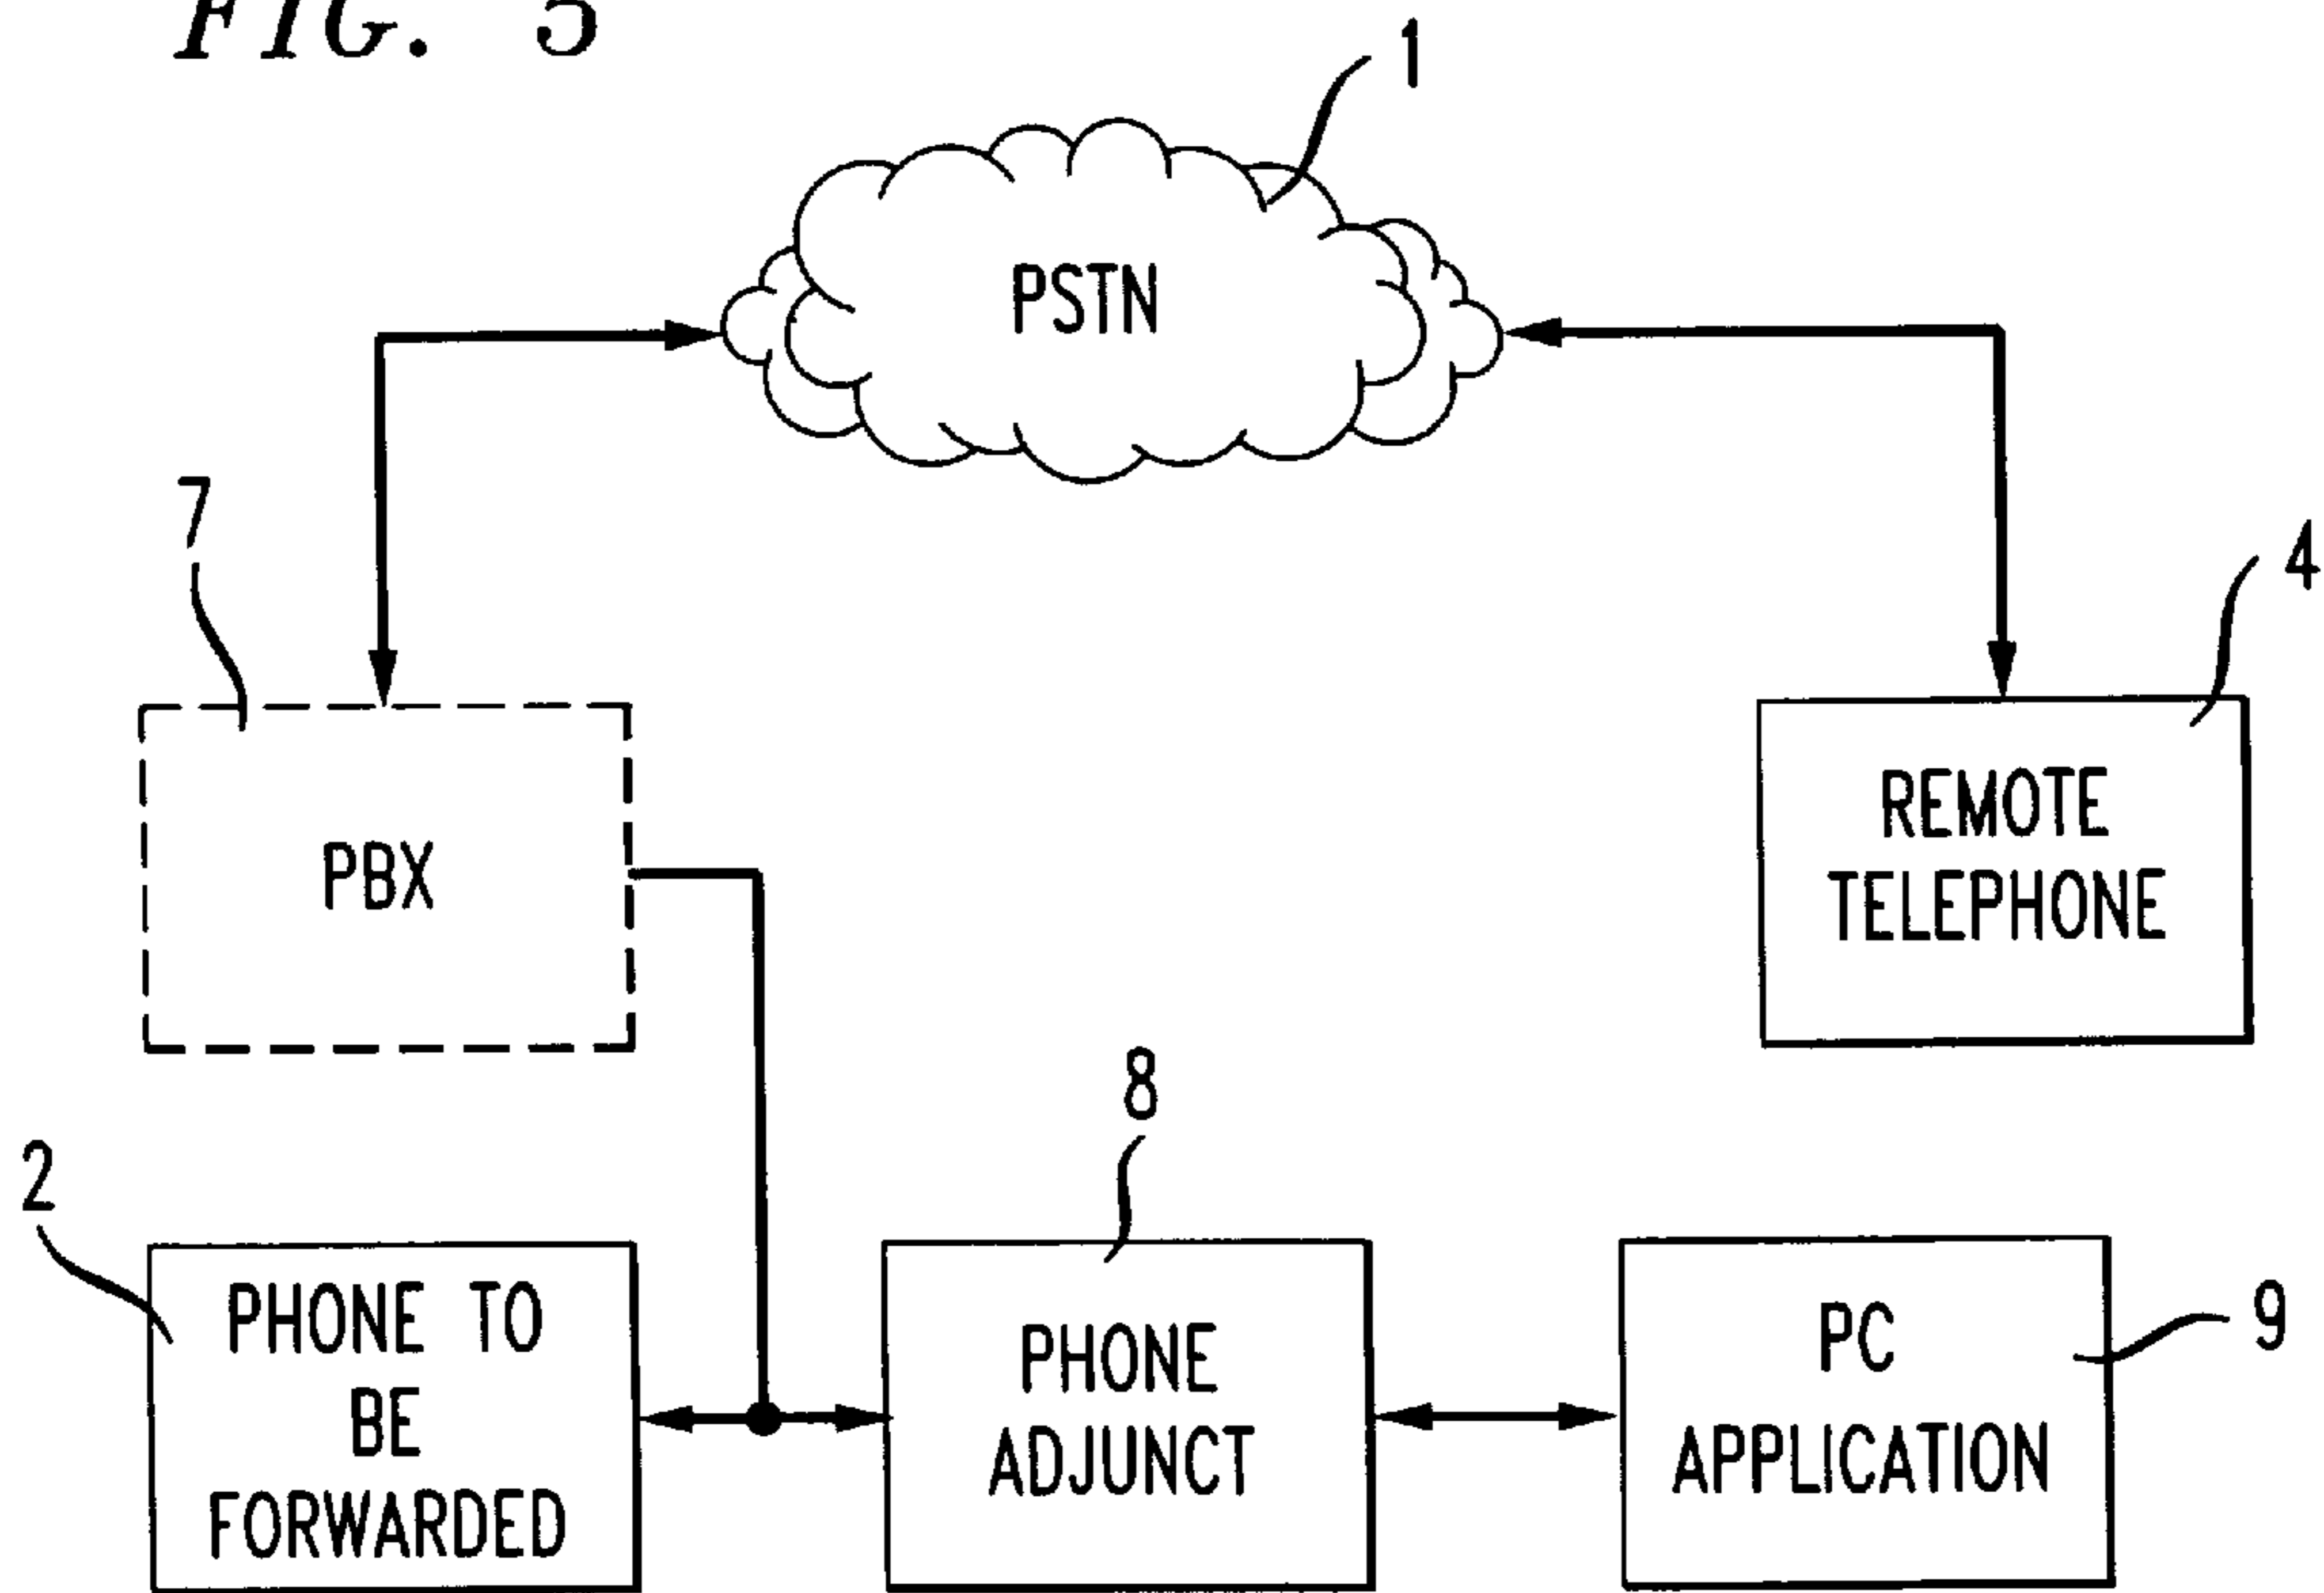 FIG.
1
PSTN
7
4
PBX
REMOTE
TELEPHONE
8
2
PHONE TO
BE
FORWARDED
PHONE
ADJUNCT
PC
APPLICATION
9